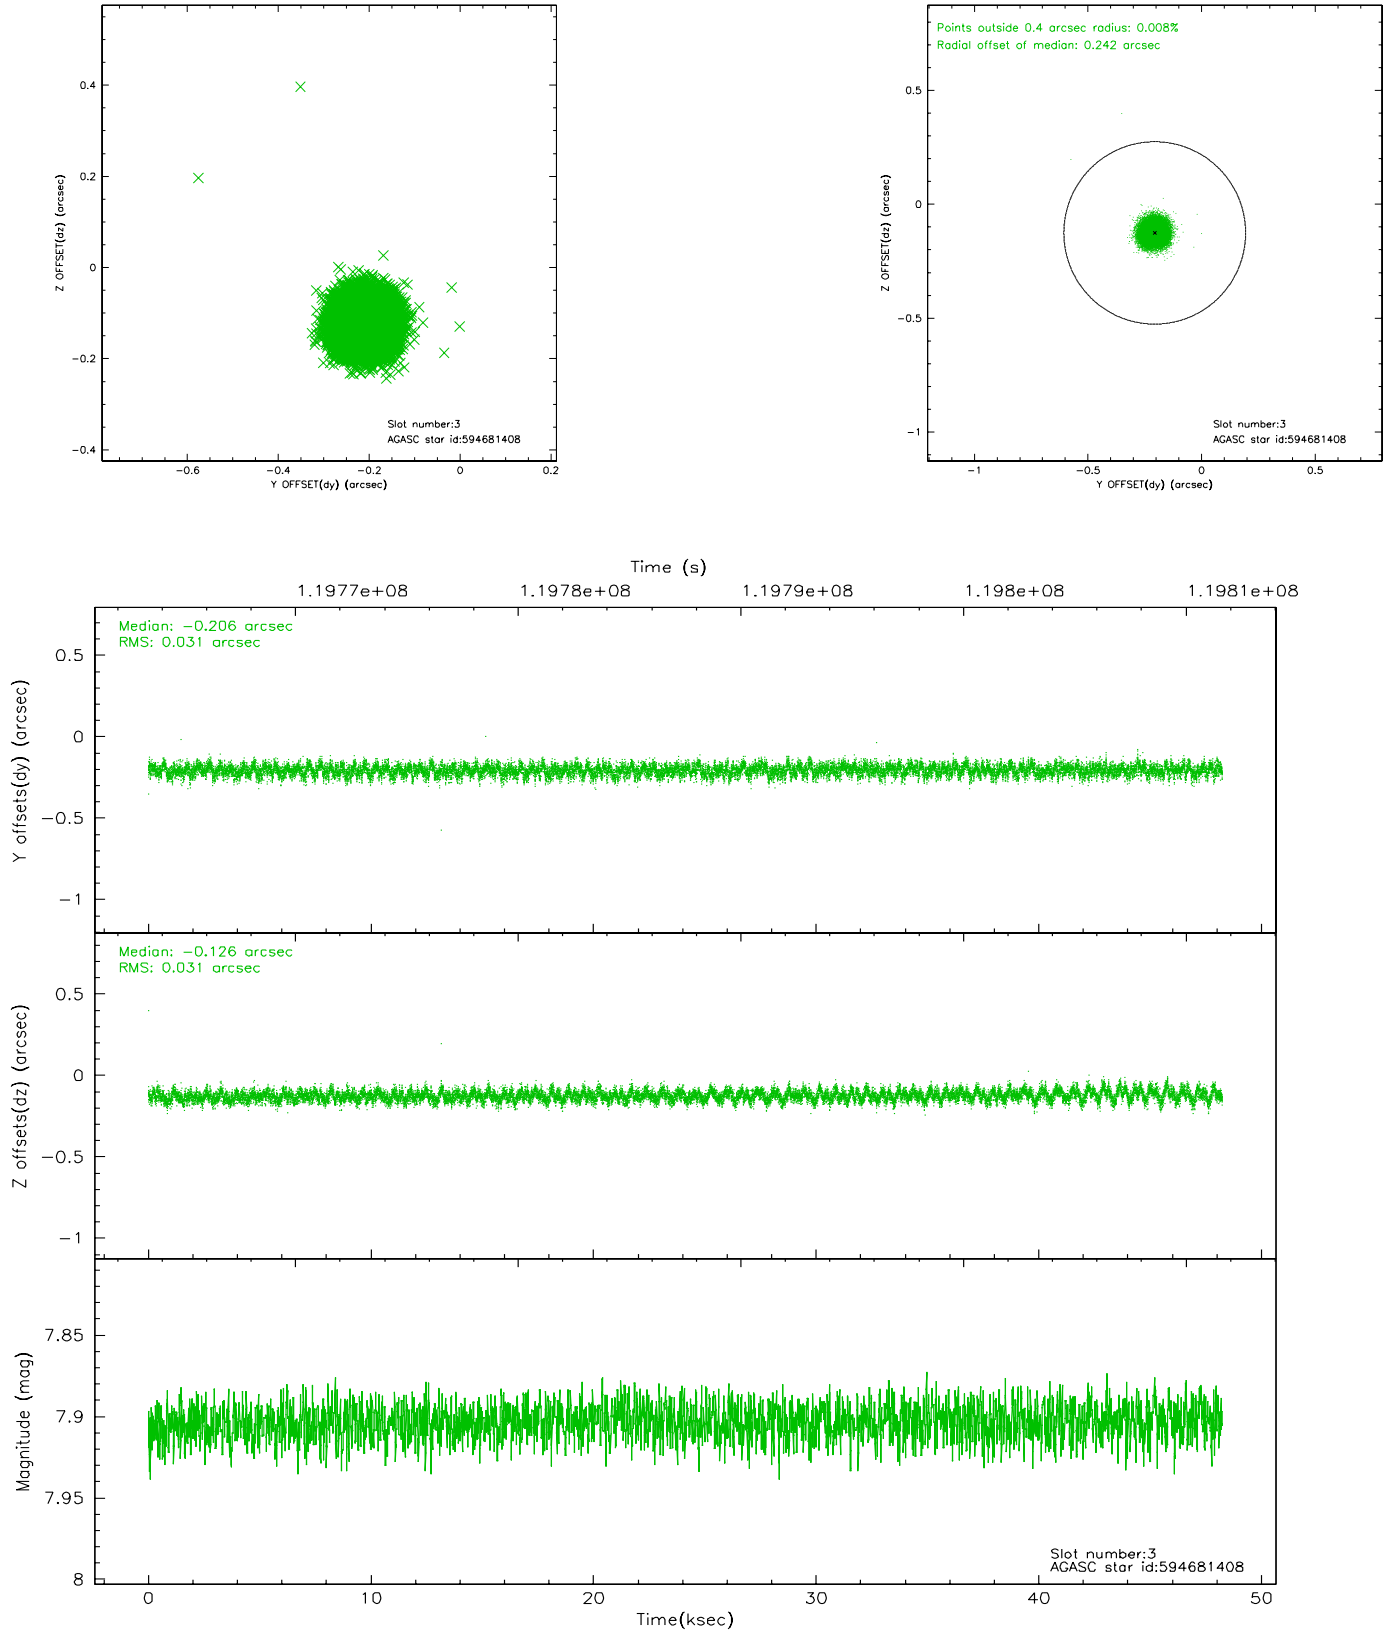 0.4
0.2
0
−0.2
−0.4
Z OFFSET(dz) (arcsec)
Slot number:3
AGASC star id:594681408
−0.6
−0.4
−0.2
0
0.2
Y OFFSET(dy) (arcsec)
Points outside 0.4 arcsec radius: 0.008%
Radial offset of median: 0.242 arcsec
0.5
0
−0.5
−1
Z OFFSET(dz) (arcsec)
Slot number:3
AGASC star id:594681408
−1
−0.5
0
0.5
Y OFFSET(dy) (arcsec)
Time (s)
1.1977e+08
1.1978e+08
1.1979e+08
1.198e+08
1.1981e+08
Median: −0.206 arcsec
RMS: 0.031 arcsec
0.5
0
−0.5
−1
Y offsets(dy) (arcsec)
Median: −0.126 arcsec
RMS: 0.031 arcsec
0.5
0
−0.5
−1
Z offsets(dz) (arcsec)
7.85
7.9
7.95
8
Magnitude (mag)
Slot number:3
AGASC star id:594681408
0
10
20
30
40
50
Time(ksec)